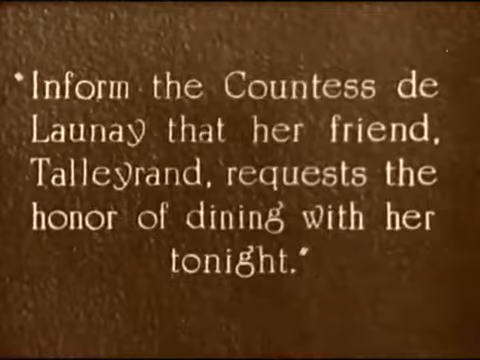 "Inform the Countess de
Launay that her friend,
Talleyrand, requests the
honor of dining with her
tonight."